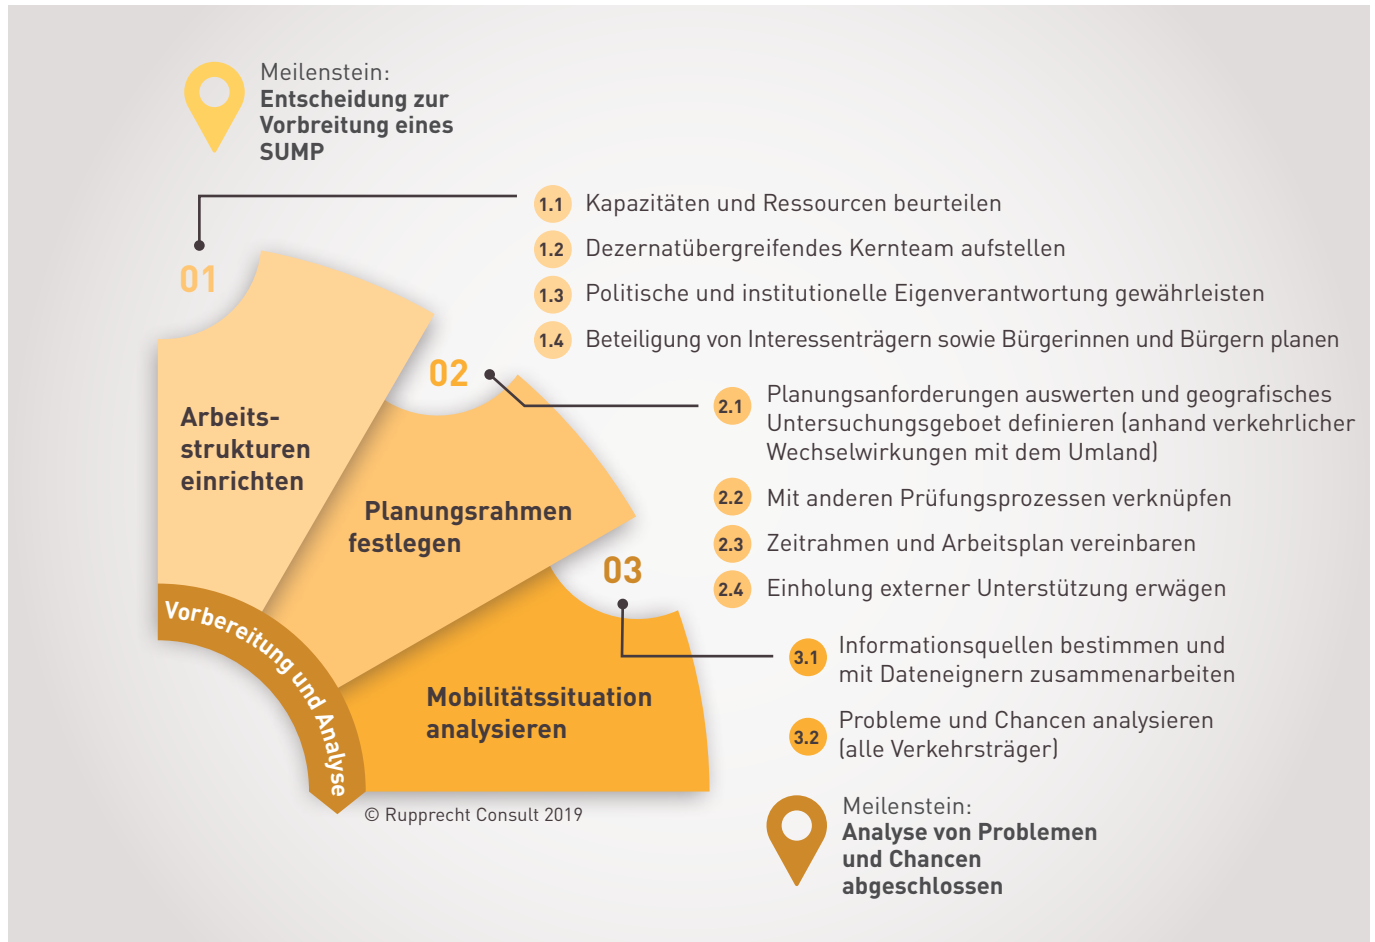 Meilenstein:
Entscheidung zur
Vorbreitung eines
SUMP
01
1.1 Kapazitäten und Ressourcen beurteilen
1.2 Dezernatübergreifendes Kernteam aufstellen
1.3 Politische und institutionelle Eigenverantwortung gewährleisten
1.4 Beteiligung von Interessenträgern sowie Bürgerinnen und Bürgern planen
Arbeits-
strukturen
einrichten
02
2.1 Planungsanforderungen auswerten und geografisches
Untersuchungsgeboet definieren (anhand verkehrlicher
Wechselwirkungen mit dem Umland)
2.2 Mit anderen Prüfungsprozessen verknüpfen
2.3 Zeitrahmen und Arbeitsplan vereinbaren
2.4 Einholung externer Unterstützung erwägen
Planungsrahmen
festlegen
03
3.1 Informationsquellen bestimmen und
mit Dateneignern zusammenarbeiten
3.2 Probleme und Chancen analysieren
(alle Verkehrsträger)
Mobilitätssituation
analysieren
Vorbereitung und Analyse
© Rupprecht Consult 2019
Meilenstein:
Analyse von Problemen
und Chancen
abgeschlossen